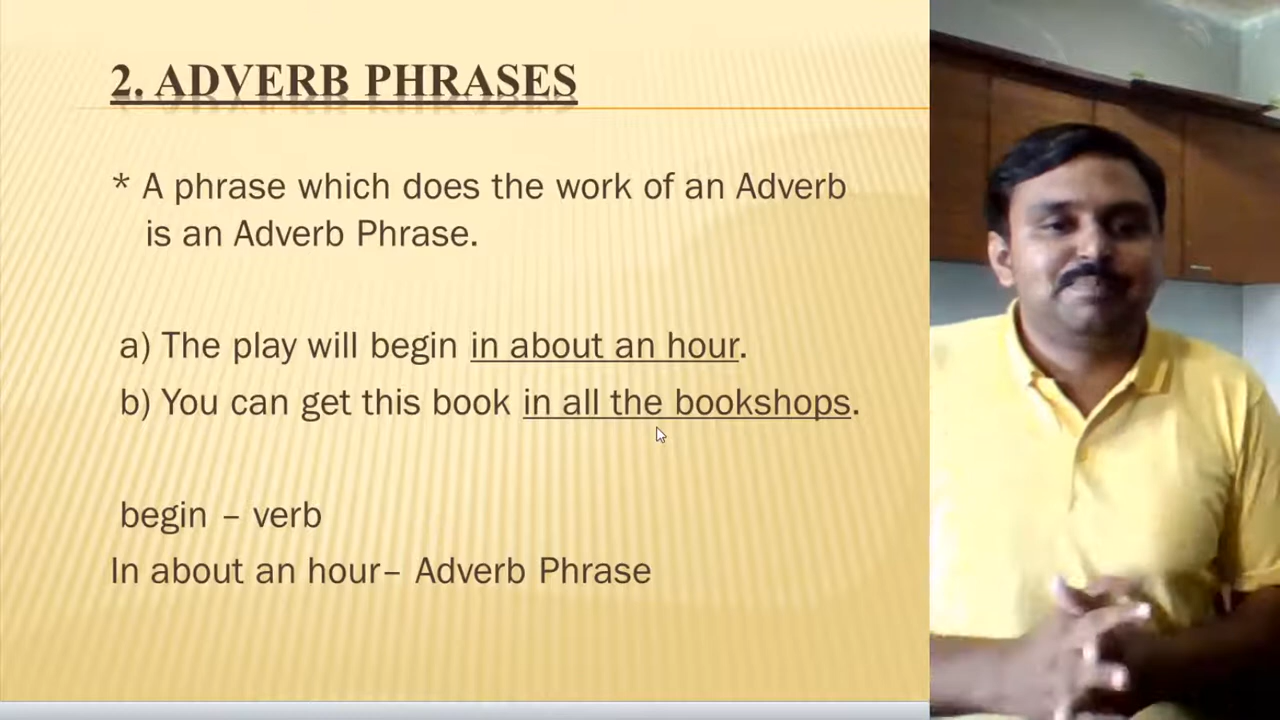 2. ADVERB PHRASES
* A phrase which does the work of an Adverb
is an Adverb Phrase.
a) The play will begin in about an hour.
b) You can get this book in all the bookshops.
begin – verb
In about an hour– Adverb Phrase